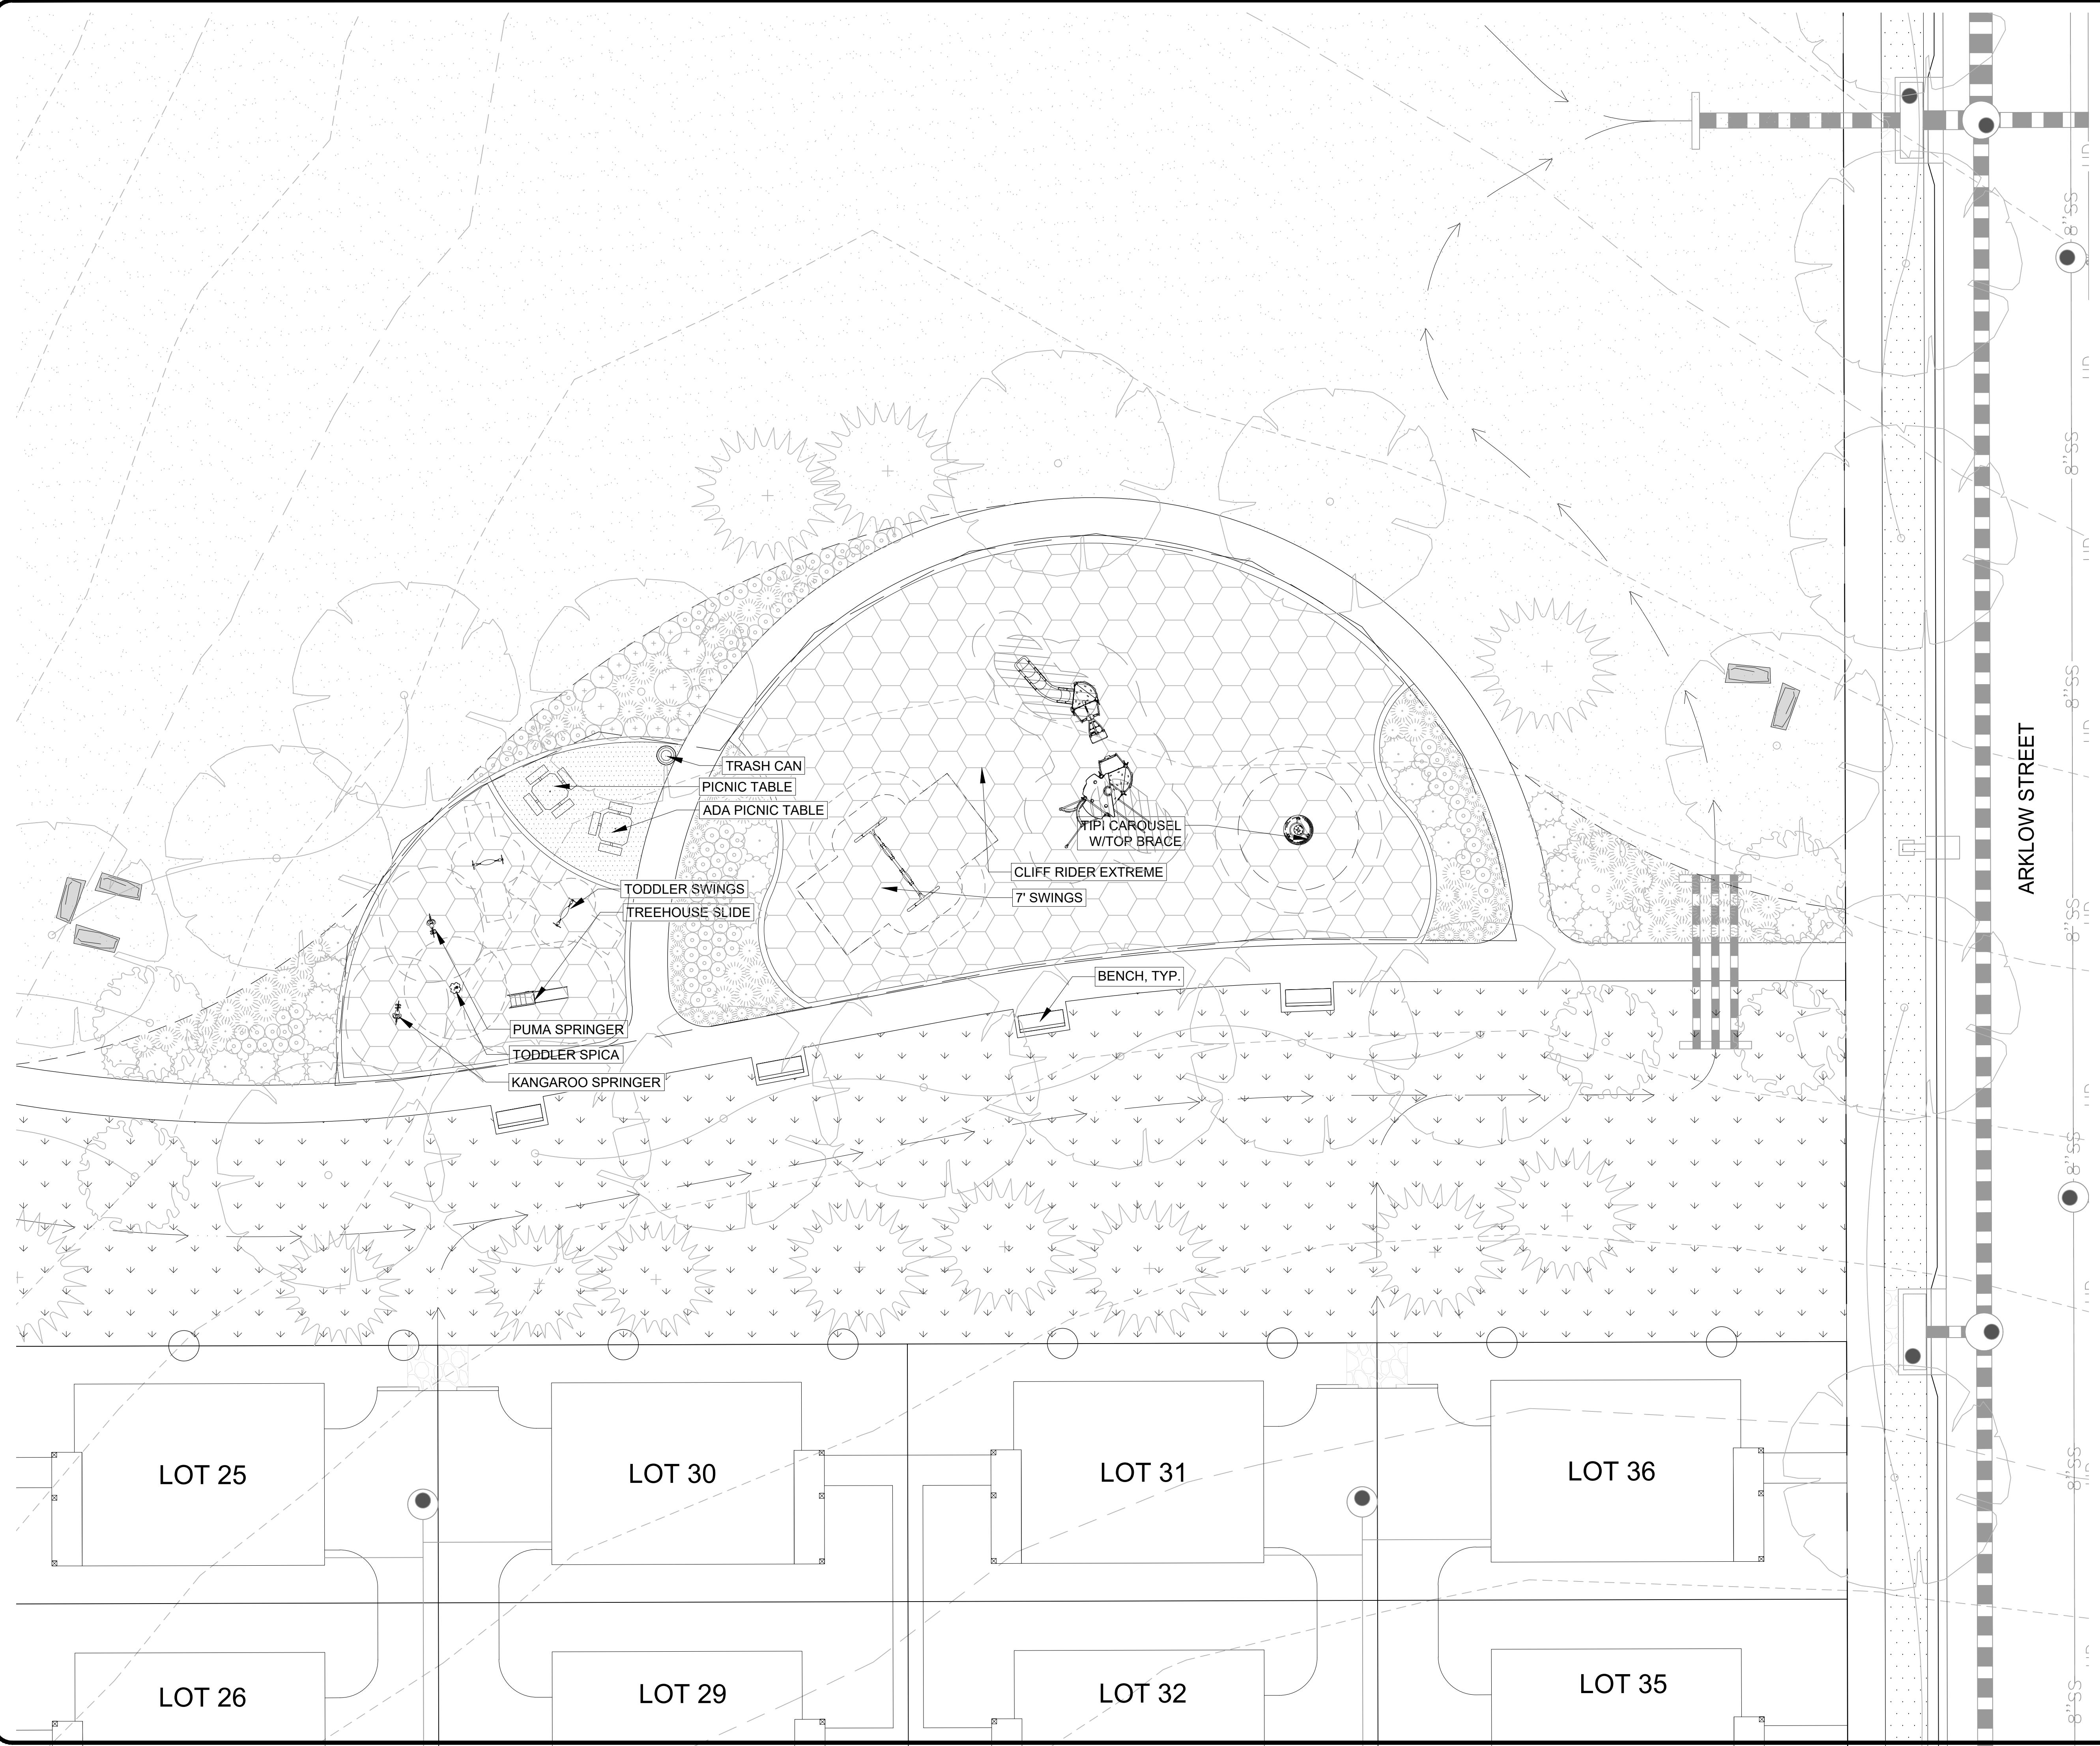 8"SS
8"SS
8"SS
ARKLOW STREET
TRASH CAN
PICNIC TABLE
ADA PICNIC TABLE
TIPI CAROUSEL
W/TOP BRACE
CLIFF RIDER EXTREME
7' SWINGS
TODDLER SWINGS
TREEHOUSE SLIDE
8"SS
BENCH, TYP.
PUMA SPRINGER
TODDLER SPICA
KANGAROO SPRINGER
8"SS
LOT 25
LOT 30
LOT 31
LOT 36
8"SS
LOT 26
LOT 29
LOT 32
LOT 35
8"SS